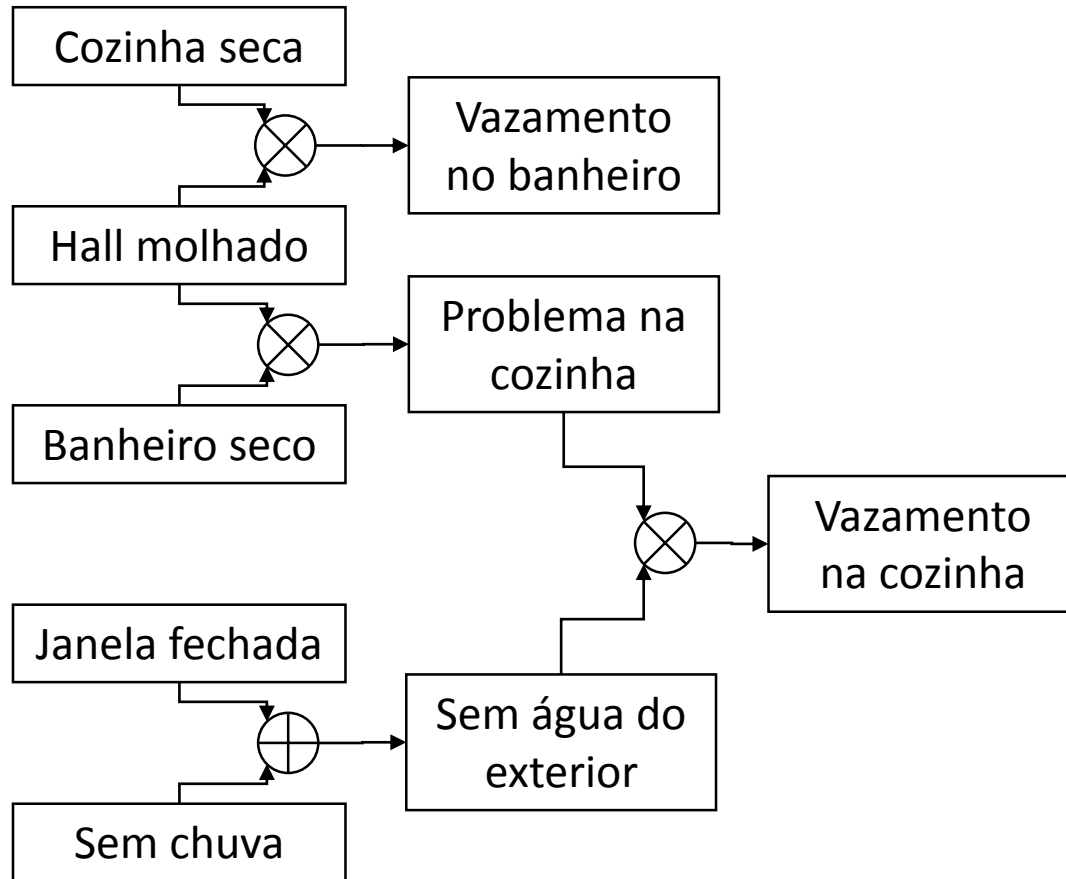 Cozinha seca
Vazamento
no banheiro
Hall molhado
Problema na
cozinha
Banheiro seco
Vazamento
na cozinha
Janela fechada
Sem água do
exterior
Sem chuva